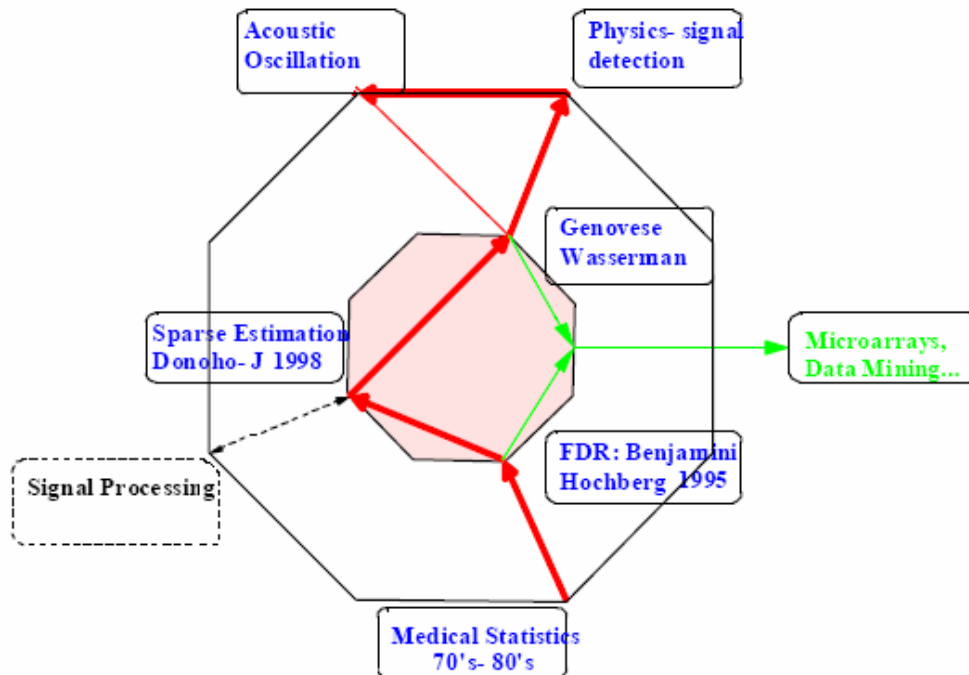 Acoustic
Oscillation
Physics- signal
detection
Genovese
Wasserman
Sparse Estimation
Donoho- J 1998
Microarrays,
Data Mining...
FDR: Benjamini
Hochberg 1995
Signal Processing
Medical Statistics
70's- 80's